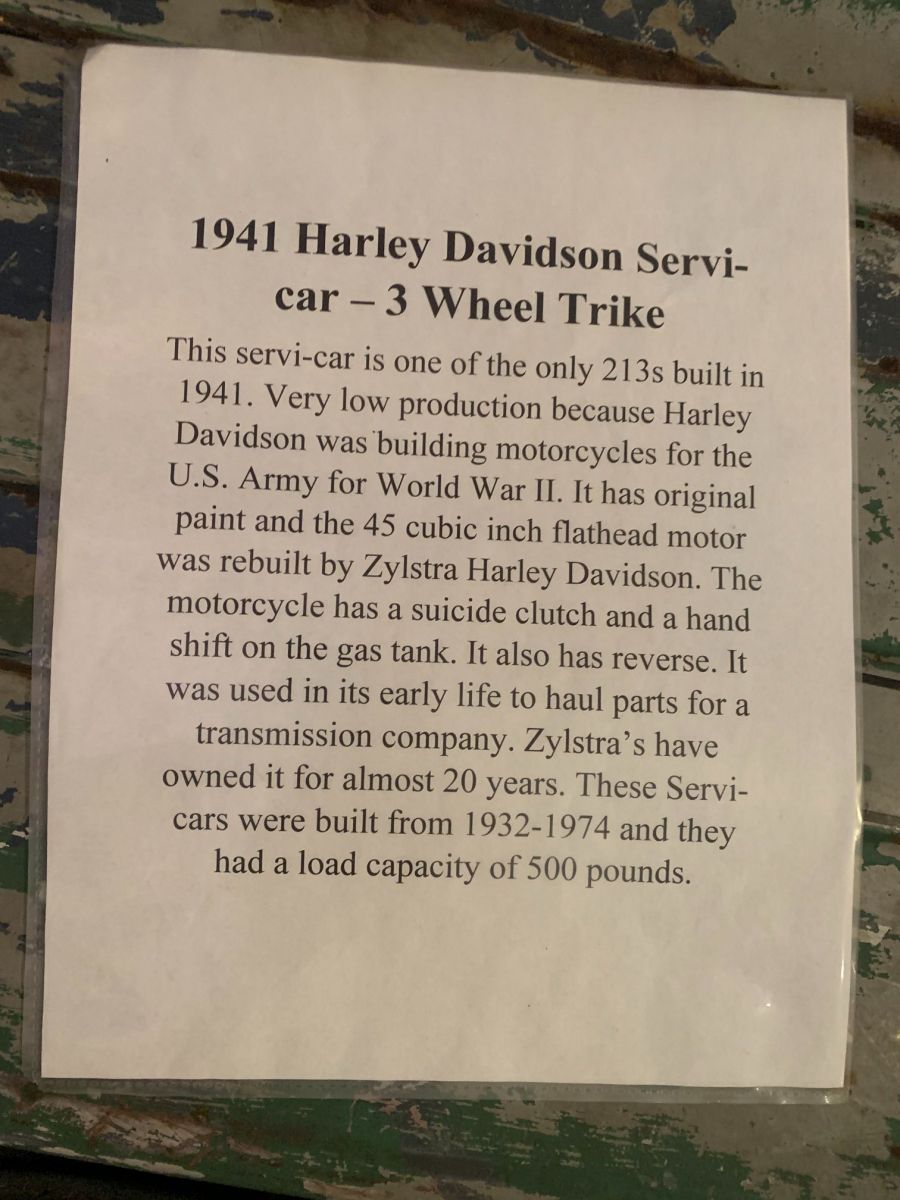 1941 Harley Davidson Servi-
car – 3 Wheel Trike
This servi-car is one of the only 213s built in
1941. Very low production because Harley
Davidson was building motorcycles for the
U.S. Army for World War II. It has original
paint and the 45 cubic inch flathead motor
was rebuilt by Zylstra Harley Davidson. The
motorcycle has a suicide clutch and a hand
shift on the gas tank. It also has reverse. It
was used in its early life to haul parts for a
transmission company. Zylstra’s have
owned it for almost 20 years. These Servi-
cars were built from 1932-1974 and they
had a load capacity of 500 pounds.